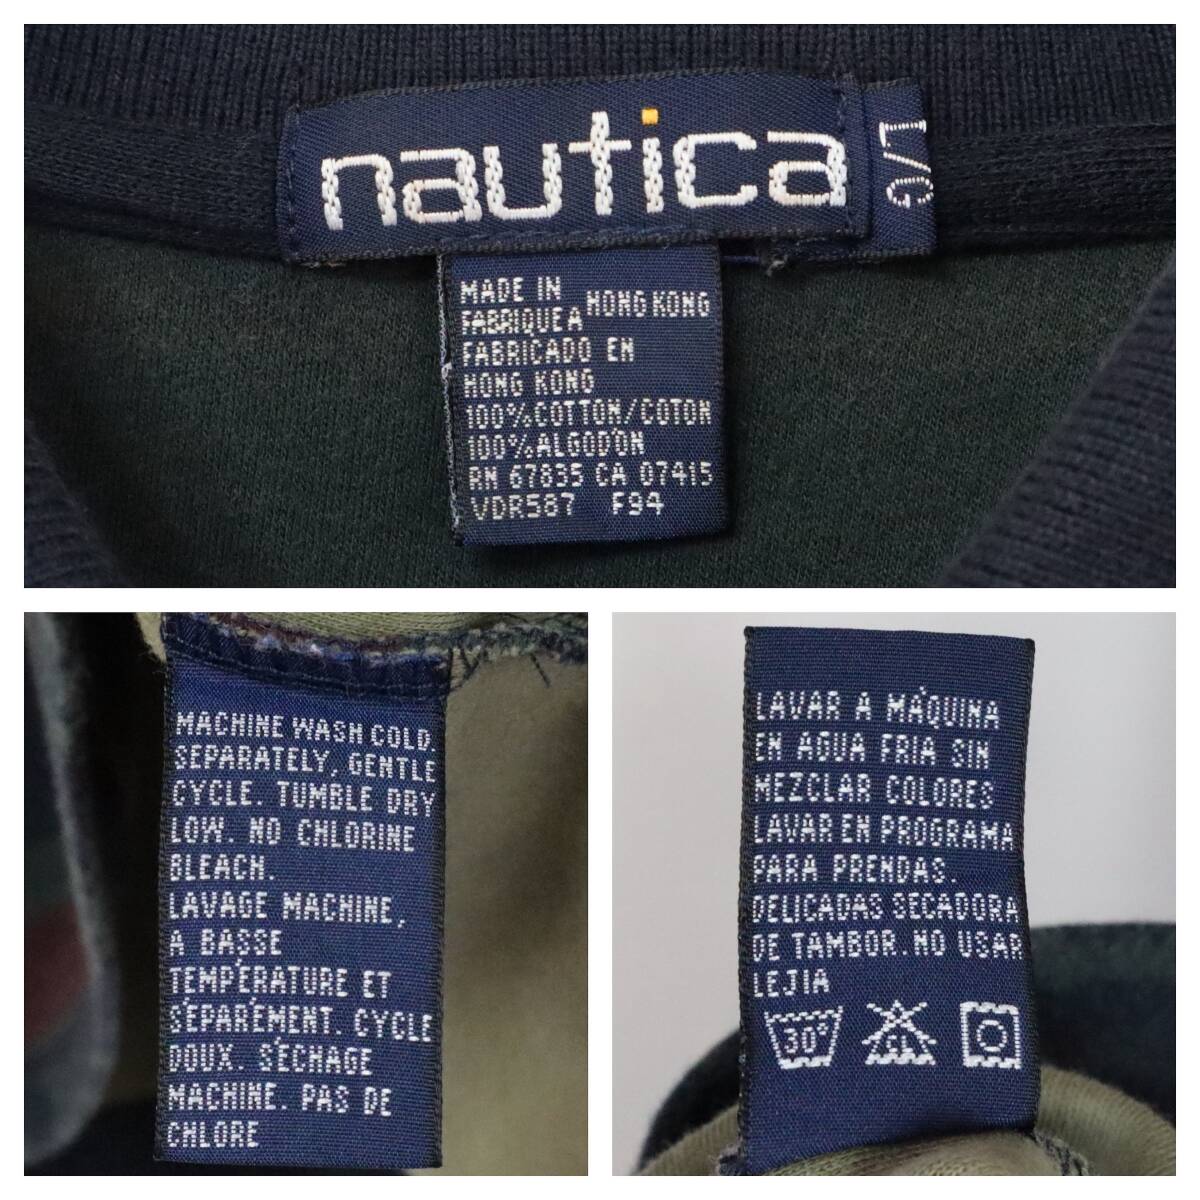 nautica
L/G
MADE IN
FABRIQUE A HONG KONG
FABRICADO EN
HONG KONG
100%COTTON/COTON
100%ALGODÓN
RN 67835 CA 07415
VDR587 F94
MACHINE WASH COLD.
SEPARATELY, GENTLE
CYCLE. TUMBLE DRY
LOW. NO CHLORINE
BLEACH.
LAVAGE MACHINE,
A BASSE
TEMPÉRATURE ET
SÉPARÉMENT. CYCLE
DOUX. SÉCHAGE
MACHINE. PAS DE
CHLORE
LAVAR A MÁQUINA
EN AGUA FRIA SIN
MEZCLAR COLORES
LAVAR EN PROGRAMA
PARA PRENDAS.
DELICADAS SECADORA
DE TAMBOR. NO USAR
LEJIA
30° CL